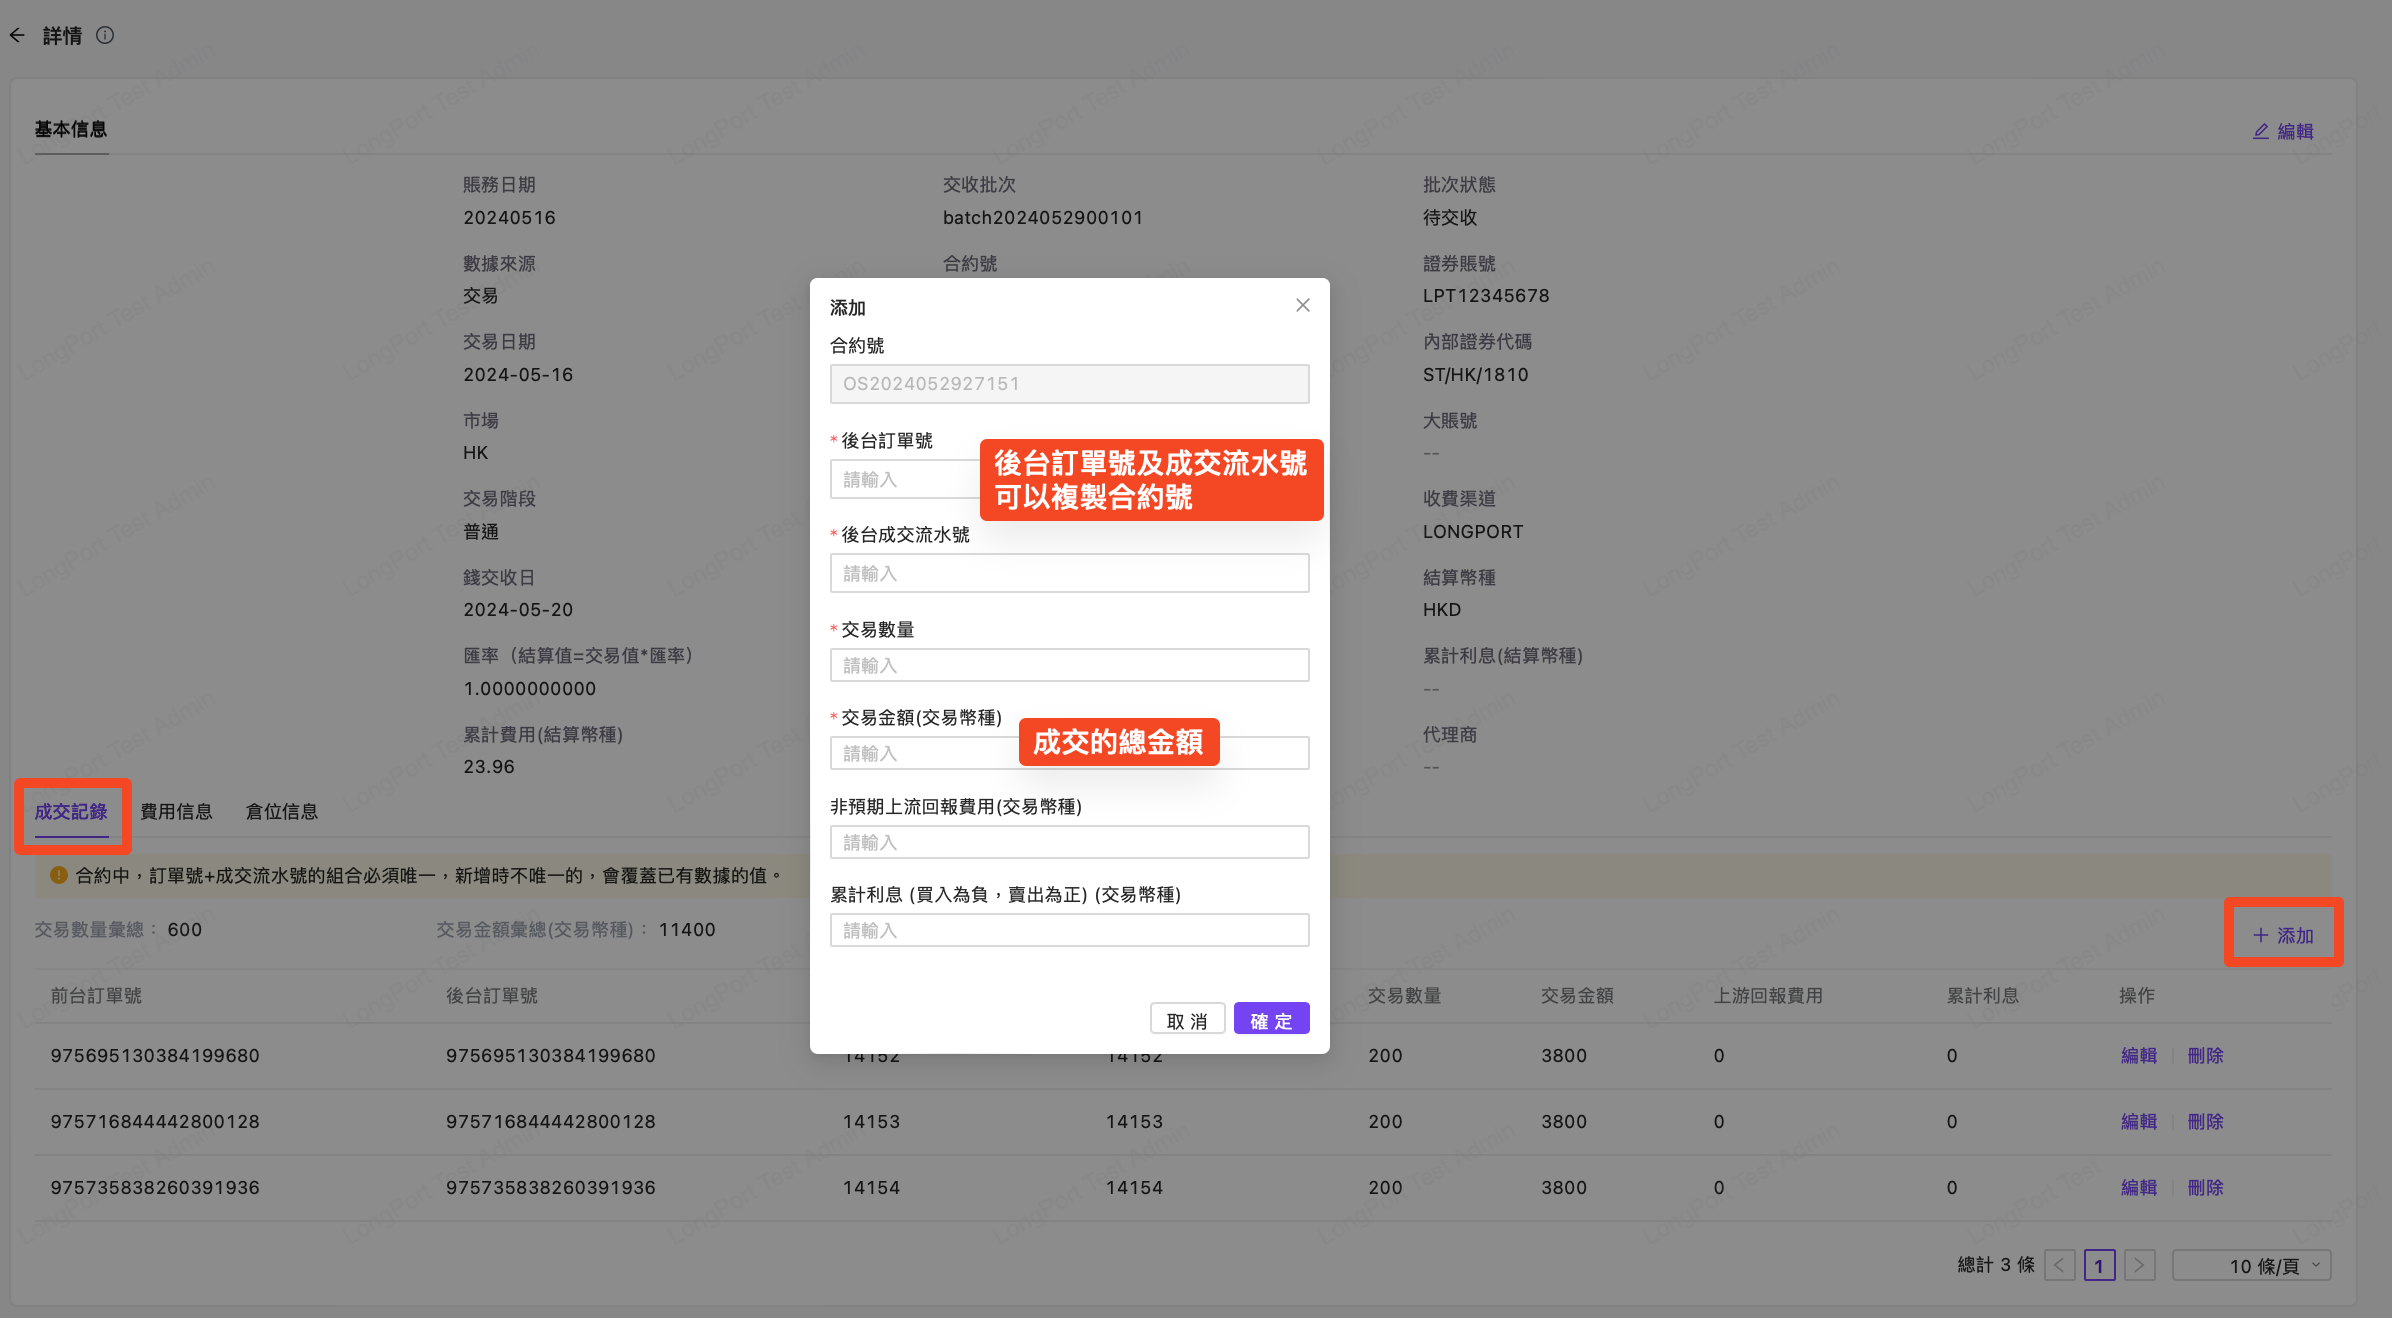 詳情
基本信息
編輯
賬務日期
20240516
交收批次
batch2024052900101
批次狀態
待交收
數據來源
交易
合約號
證券賬號
LPT12345678
交易日期
2024-05-16
內部證券代碼
ST/HK/1810
市場
HK
大賬號
--
交易階段
普通
收費渠道
LONGPORT
錢交收日
2024-05-20
結算幣種
HKD
匯率（結算值=交易值*匯率）
1.0000000000
累計利息(結算幣種)
--
累計費用(結算幣種)
23.96
代理商
--
添加
合約號
OS2024052927151
* 後台訂單號
請輸入
後台訂單號及成交流水號
可以複製合約號
* 後台成交流水號
請輸入
* 交易數量
請輸入
* 交易金額(交易幣種)
請輸入
成交的總金額
非預期上流回報費用(交易幣種)
請輸入
累計利息 (買入為負，賣出為正) (交易幣種)
請輸入
取 消
確 定
成交記錄 費用信息 倉位信息
合約中，訂單號+成交流水號的組合必須唯一，新增時不唯一的，會覆蓋已有數據的值。
交易數量彙總： 600 交易金額彙總(交易幣種)： 11400
+ 添加
前台訂單號 後台訂單號 交易數量 交易金額 上游回報費用 累計利息 操作
975695130384199680 975695130384199680 14152 14152 200 3800 0 0 編輯 刪除
975716844442800128 975716844442800128 14153 14153 200 3800 0 0 編輯 刪除
975735838260391936 975735838260391936 14154 14154 200 3800 0 0 編輯 刪除
總計 3 條 < 1 > 10 條/頁
LongPort Test Admin